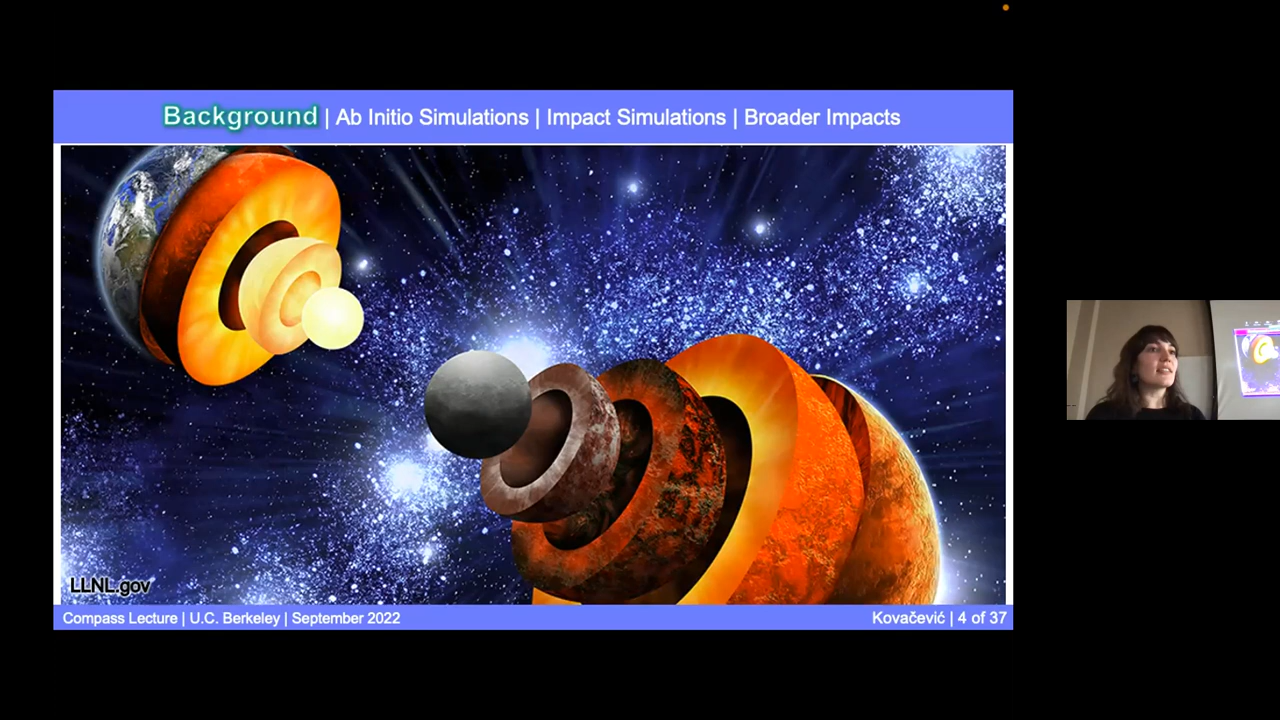 Background | Ab Initio Simulations | Impact Simulations | Broader Impacts
LLNL.gov
Compass Lecture | U.C. Berkeley | September 2022
Kovačević | 4 of 37